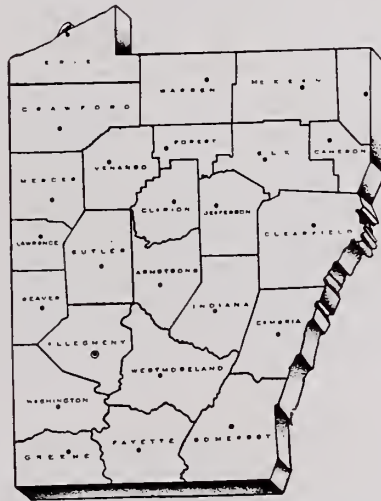 ERIE
CRAWFORD
WARREN
McKEAN
FOREST
ELK
CAMERON
VENANGO
MERCER
CLARION
JEFFERSON
CLEARFIELD
LAWRENCE
BUTLER
ARMSTRONG
INDIANA
BEAVER
CAMBRIA
ALLEGHENY
WESTMORELAND
WASHINGTON
SOMERSET
FAYETTE
GREENE